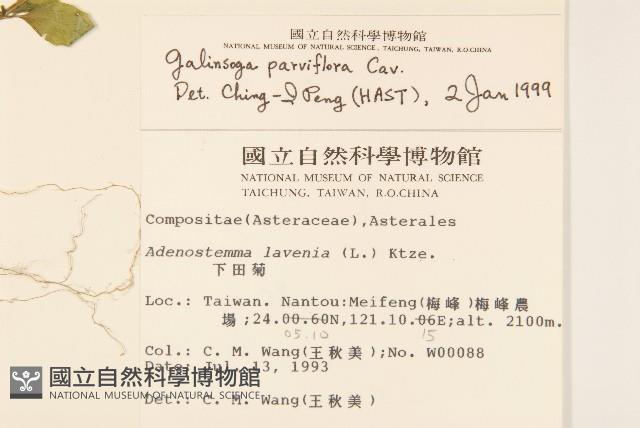 國立自然科學博物館
NATIONAL MUSEUM OF NATURAL SCIENCE, TAICHUNG, TAIWAN, R.O.CHINA
Galinsoga parviflora Cav.
Det. Ching-I Peng (HAST), 2 Jan 1999
國立自然科學博物館
NATIONAL MUSEUM OF NATURAL SCIENCE
TAICHUNG, TAIWAN, R.O.CHINA
Compositae(Asteraceae),Asterales
Adenostemma lavenia (L.) Ktze.
下田菊
Loc.: Taiwan. Nantou:Meifeng(梅峰)梅峰農
場;24.00.60N,121.10.06E;alt. 2100m.
05.10 15
Col.: C. M. Wang(王秋美);No. W00088
Date: Jul. 13, 1993
Det.: C. M. Wang(王秋美)
國立自然科學博物館
NATIONAL MUSEUM OF NATURAL SCIENCE